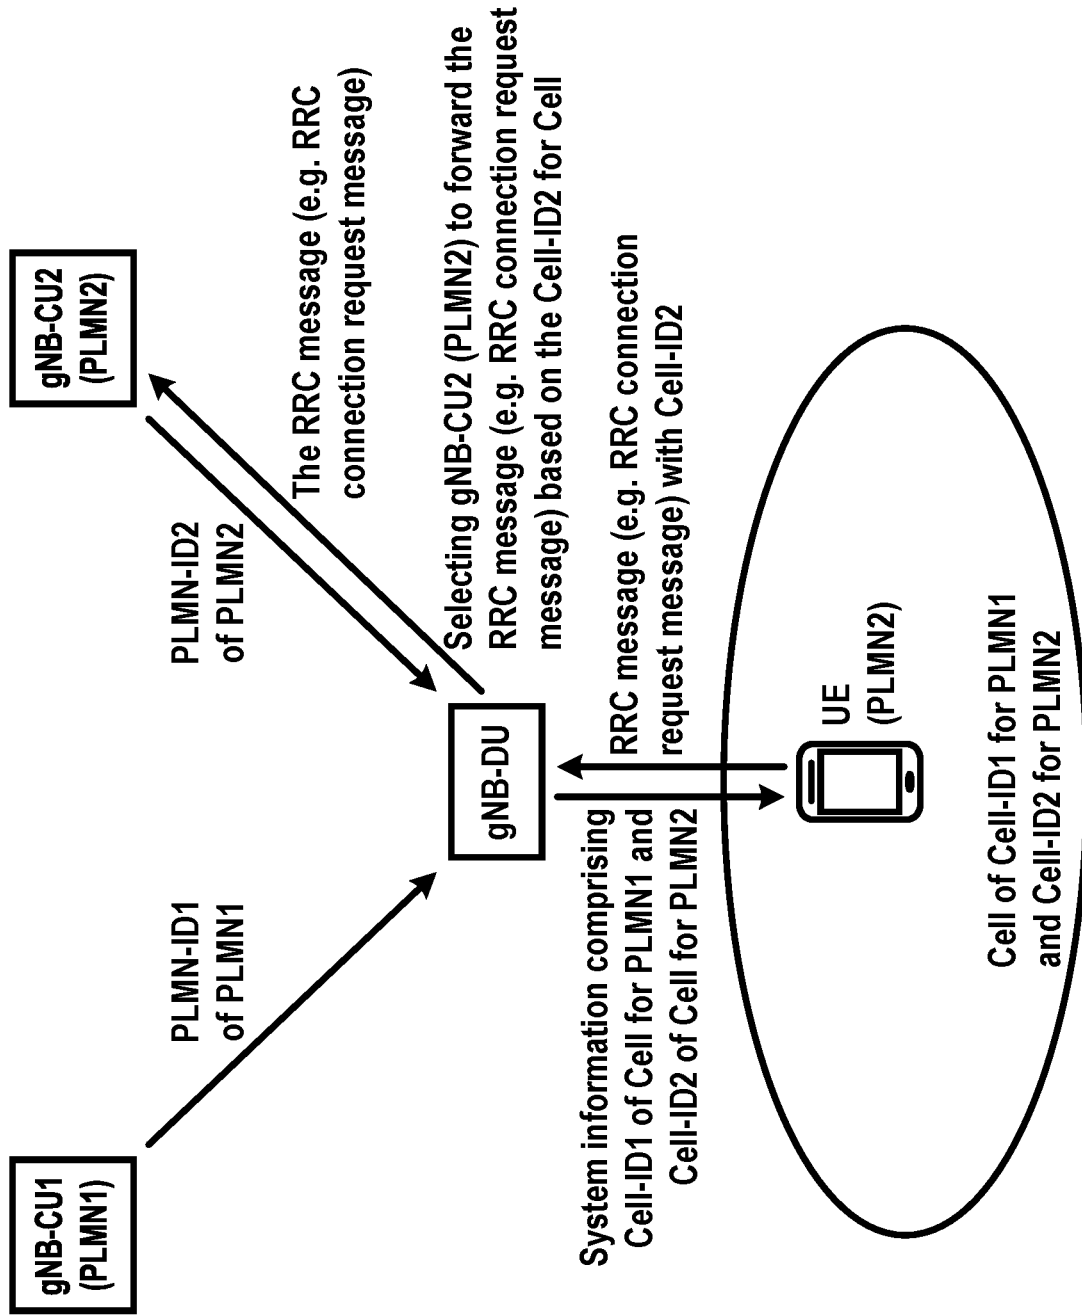 gNB-CU1
(PLMN1)
gNB-CU2
(PLMN2)
PLMN-ID1
of PLMN1
PLMN-ID2
of PLMN2
The RRC message (e.g. RRC
connection request message)
gNB-DU
Selecting gNB-CU2 (PLMN2) to forward the
RRC message (e.g. RRC connection request
message) based on the Cell-ID2 for Cell
System information comprising
Cell-ID1 of Cell for PLMN1 and
Cell-ID2 of Cell for PLMN2
RRC message (e.g. RRC connection
request message) with Cell-ID2
UE
(PLMN2)
Cell of Cell-ID1 for PLMN1
and Cell-ID2 for PLMN2